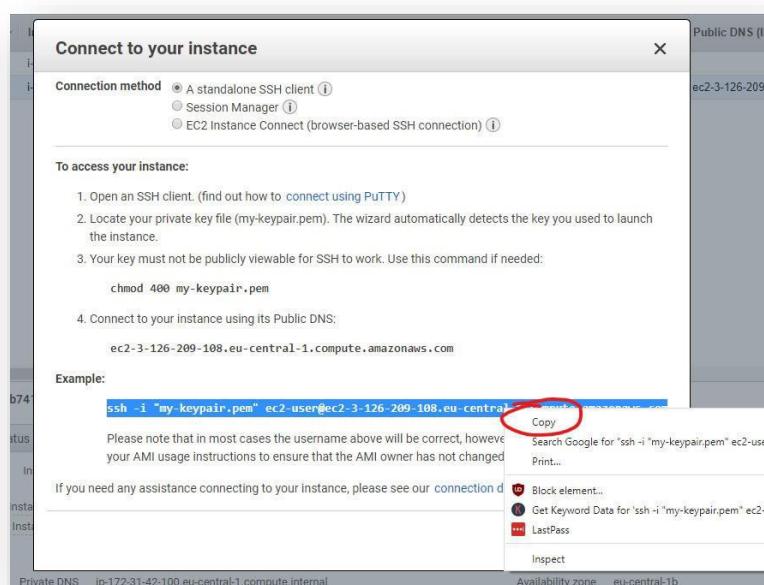 Public DNS (I
Connect to your instance
ec2-3-126-209
Connection method
A standalone SSH client
Session Manager
EC2 Instance Connect (browser-based SSH connection)
To access your instance:
1. Open an SSH client. (find out how to connect using PuTTY)
2. Locate your private key file (my-keypair.pem). The wizard automatically detects the key you used to launch
the instance.
3. Your key must not be publicly viewable for SSH to work. Use this command if needed:
chmod 400 my-keypair.pem
4. Connect to your instance using its Public DNS:
ec2-3-126-209-108.eu-central-1.compute.amazonaws.com
Example:
b741
ssh -i "my-keypair.pem" ec2-user@ec2-3-126-209-108.eu-central
Copy
Please note that in most cases the username above will be correct, howeve
Search Google for "ssh -i "my-keypair.pem" ec2-use
your AMI usage instructions to ensure that the AMI owner has not changed
Print...
If you need any assistance connecting to your instance, please see our connection d
Block element...
Get Keyword Data for 'ssh -i "my-keypair.pem" ec2-
LastPass
Inspect
Private DNS ip-172-31-42-100.eu-central-1.compute.internal
Availability zone eu-central-1b